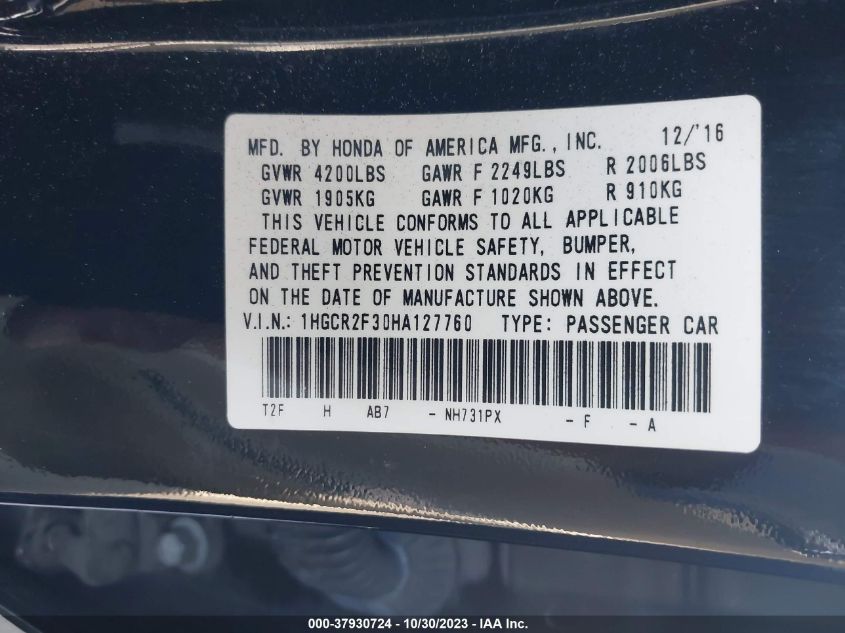 MFD. BY HONDA OF AMERICA MFG., INC. 12/'16
GVWR 4200LBS GAWR F 2249LBS R 2006LBS
GVWR 1905KG GAWR F 1020KG R 910KG
THIS VEHICLE CONFORMS TO ALL APPLICABLE
FEDERAL MOTOR VEHICLE SAFETY, BUMPER,
AND THEFT PREVENTION STANDARDS IN EFFECT
ON THE DATE OF MANUFACTURE SHOWN ABOVE.
V.I.N.: 1HGCR2F30HA127760 TYPE: PASSENGER CAR
T2F H AB7 - NH731PX - F - A
000-37930724 - 10/30/2023 - IAA Inc.